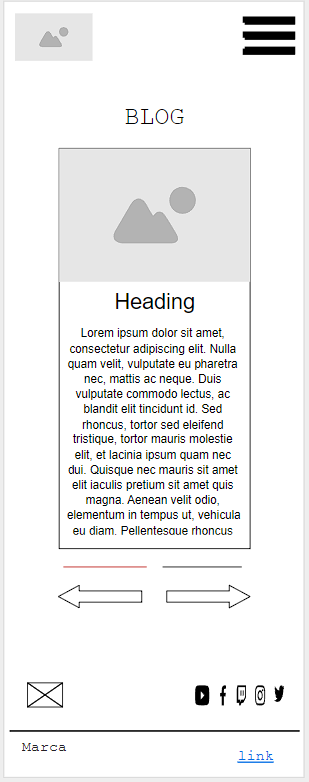 BLOG
Heading
Lorem ipsum dolor sit amet,
consectetur adipiscing elit. Nulla
quam velit, vulputate eu pharetra
nec, mattis ac neque. Duis
vulputate commodo lectus, ac
blandit elit tincidunt id. Sed
rhoncus, tortor sed eleifend
tristique, tortor mauris molestie
elit, et lacinia ipsum quam nec
dui. Quisque nec mauris sit amet
elit iaculis pretium sit amet quis
magna. Aenean velit odio,
elementum in tempus ut, vehicula
eu diam. Pellentesque rhoncus
Marca
link